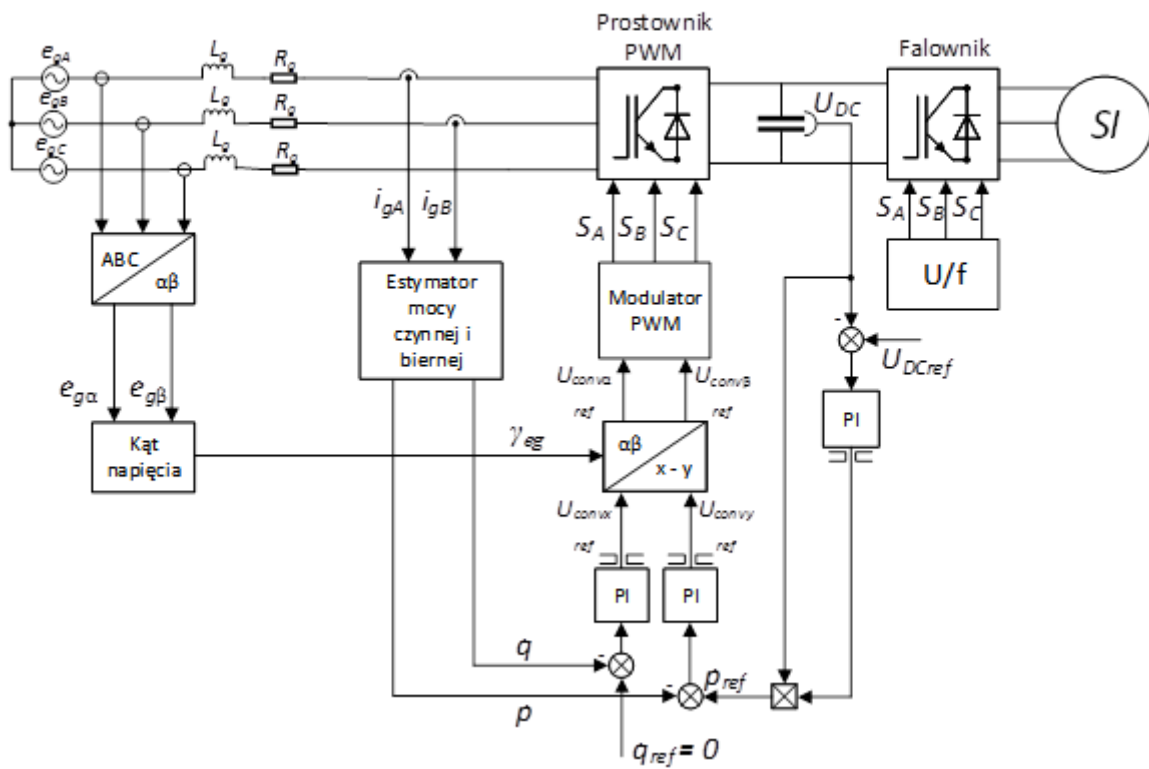 Prostownik
PWM
Falownik
e_gA
L_g
R_g
e_gB
L_g
R_g
e_gC
L_g
R_g
U_DC
SI
i_gA
i_gB
S_A
S_B
S_C
S_A
S_B
S_C
ABC
αβ
Estymator
mocy
czynnej i
biernej
Modulator
PWM
U/f
-
U_DCref
U_convα
ref
U_convβ
ref
e_gα
e_gβ
PI
Kąt
napięcia
γ_eg
αβ
x - y
U_convx
ref
U_convy
ref
PI
PI
q
-
p_ref
-
p
q_ref = 0